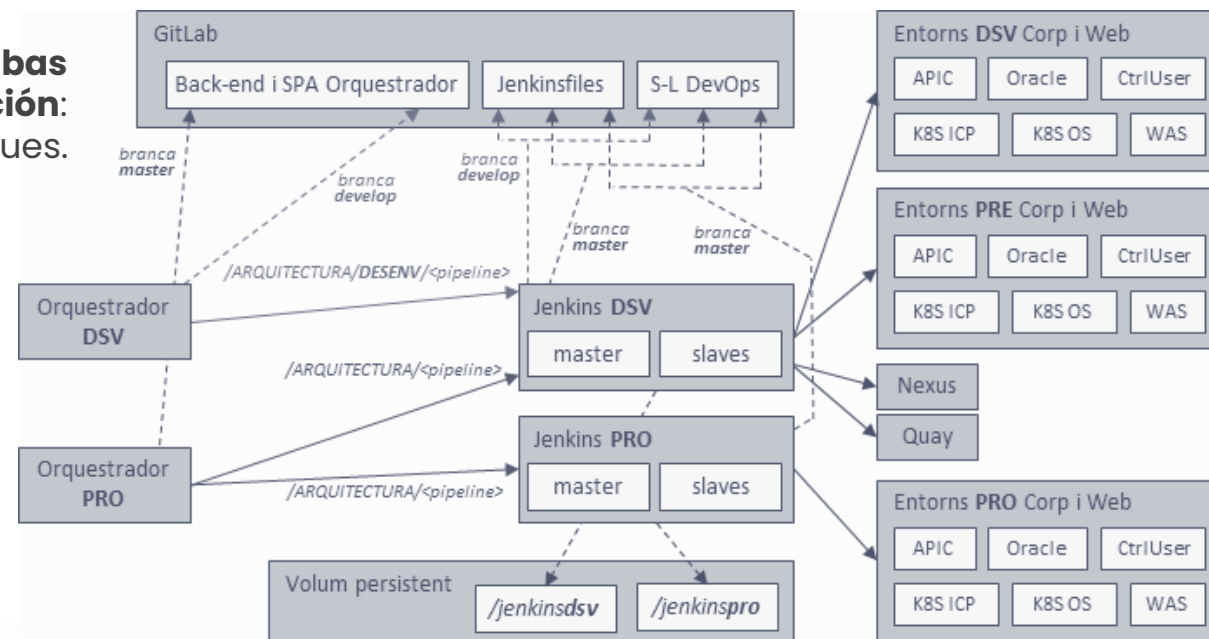 bas
ción:
ues.
GitLab
Back-end i SPA Orquestrador
Jenkinsfiles
S-L DevOps
branca
master
branca
develop
branca
develop
branca
master
branca
master
/ARQUITECTURA/DESENV/<pipeline>
Orquestrador
DSV
/ARQUITECTURA/<pipeline>
Orquestrador
PRO
/ARQUITECTURA/<pipeline>
Jenkins DSV
master
slaves
Jenkins PRO
master
slaves
Volum persistent
/jenkinsdsv
/jenkinspro
Entorns DSV Corp i Web
APIC
Oracle
CtrlUser
K8S ICP
K8S OS
WAS
Entorns PRE Corp i Web
APIC
Oracle
CtrlUser
K8S ICP
K8S OS
WAS
Nexus
Quay
Entorns PRO Corp i Web
APIC
Oracle
CtrlUser
K8S ICP
K8S OS
WAS